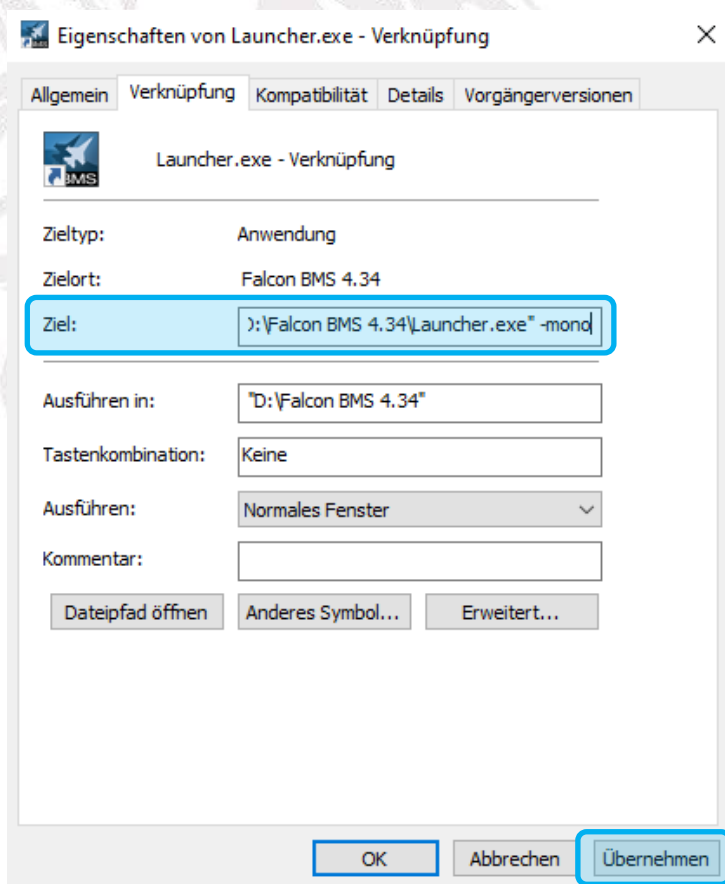 Eigenschaften von Launcher.exe - Verknüpfung
Allgemein Verknüpfung Kompatibilität Details Vorgängerversionen
BMS
Launcher.exe - Verknüpfung
Zieltyp: Anwendung
Zielort: Falcon BMS 4.34
Ziel: ):\Falcon BMS 4.34\Launcher.exe" -mono
Ausführen in: "D:\Falcon BMS 4.34"
Tastenkombination: Keine
Ausführen: Normales Fenster
Kommentar:
Dateipfad öffnen Anderes Symbol... Erweitert...
OK Abbrechen Übernehmen